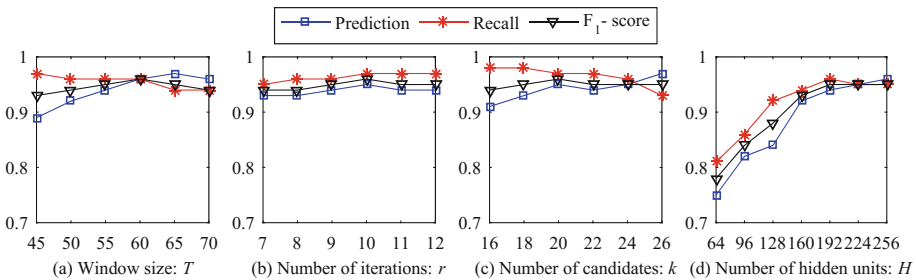 Prediction Recall F1- score
1 1 1 1
0.9 0.9 0.9 0.9
0.8 0.8 0.8 0.8
0.7 0.7 0.7 0.7
45 50 55 60 65 70 7 8 9 10 11 12 16 18 20 22 24 26 64 96 128 160 192 224 256
(a) Window size: T (b) Number of iterations: r (c) Number of candidates: k (d) Number of hidden units: H